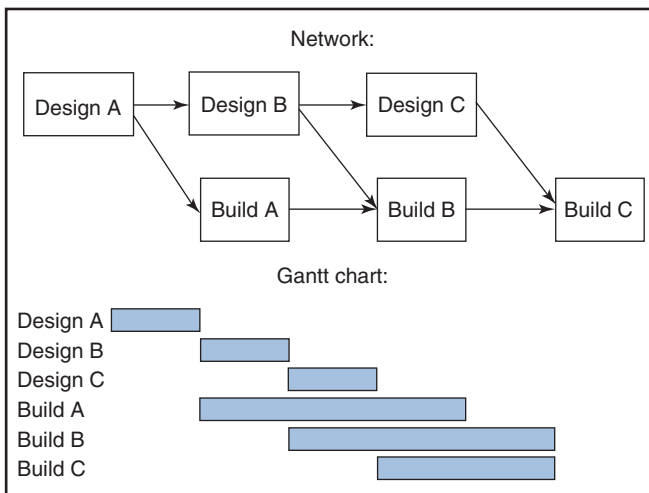 Network:
Design A
Design B
Design C
Build A
Build B
Build C
Gantt chart:
Design A
Design B
Design C
Build A
Build B
Build C